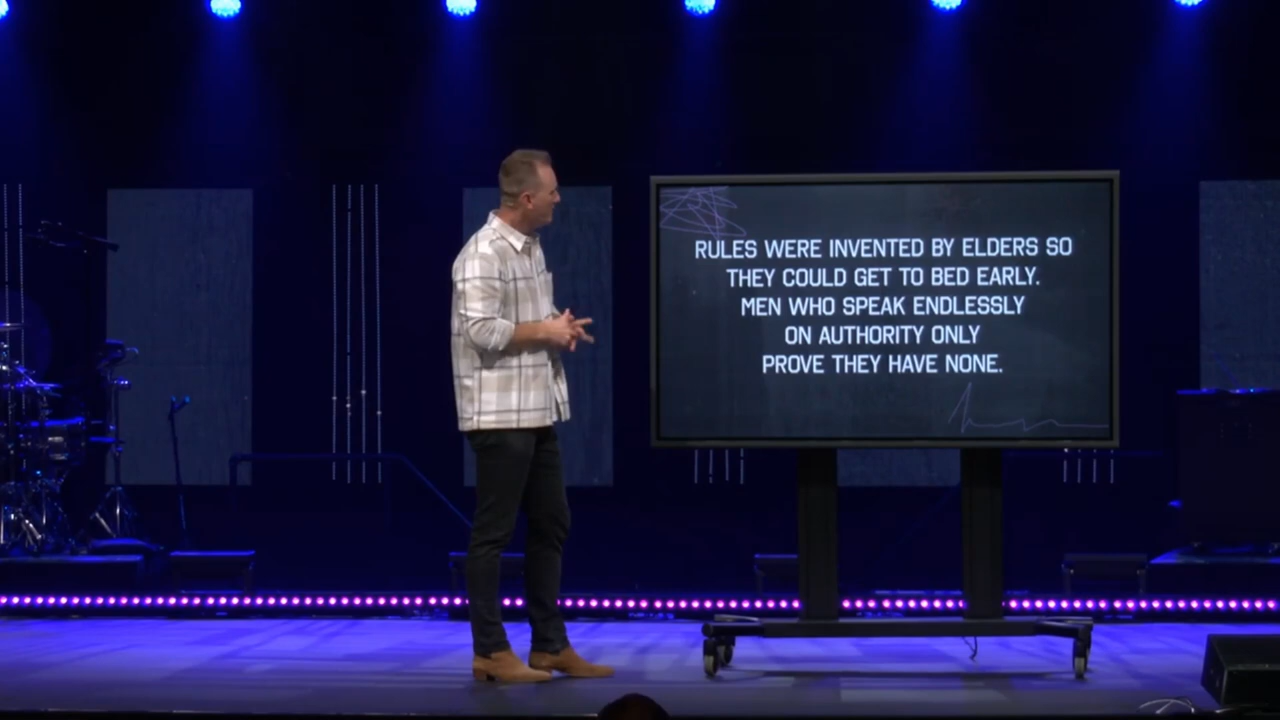 RULES WERE INVENTED BY ELDERS SO
THEY COULD GET TO BED EARLY.
MEN WHO SPEAK ENDLESSLY
ON AUTHORITY ONLY
PROVE THEY HAVE NONE.